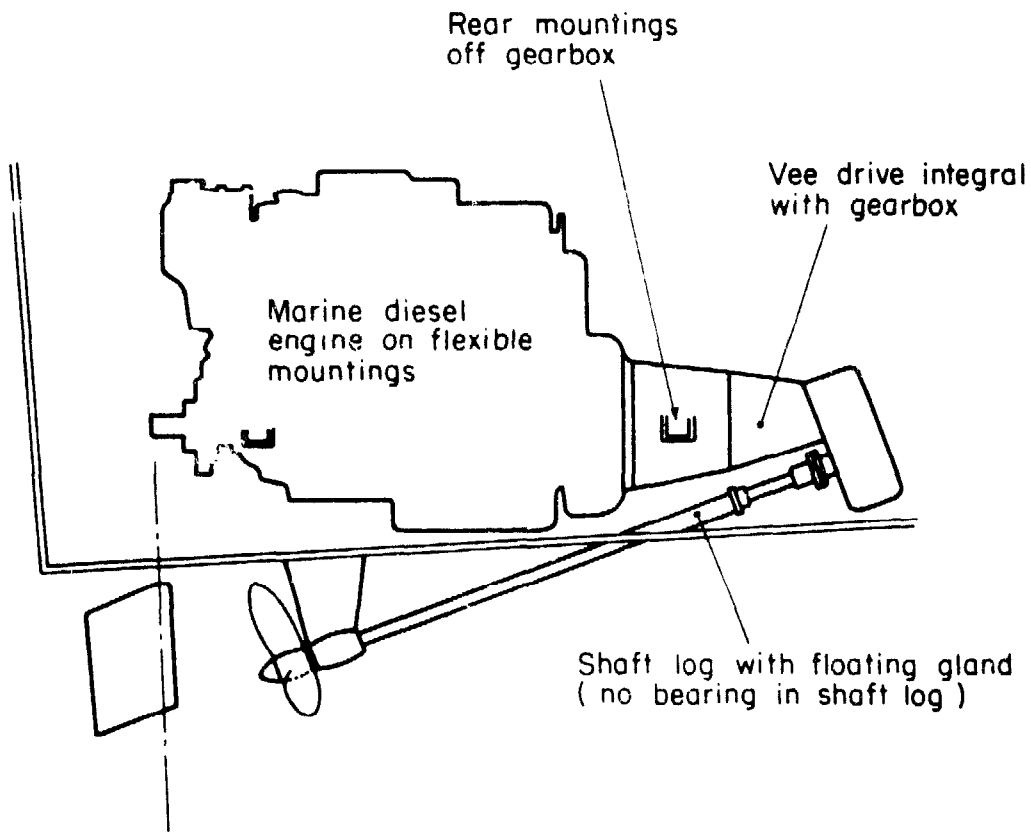 Rear mountings
off gearbox
Vee drive integral
with gearbox
Marine diesel
engine on flexible
mountings
Shaft log with floating gland
( no bearing in shaft log )